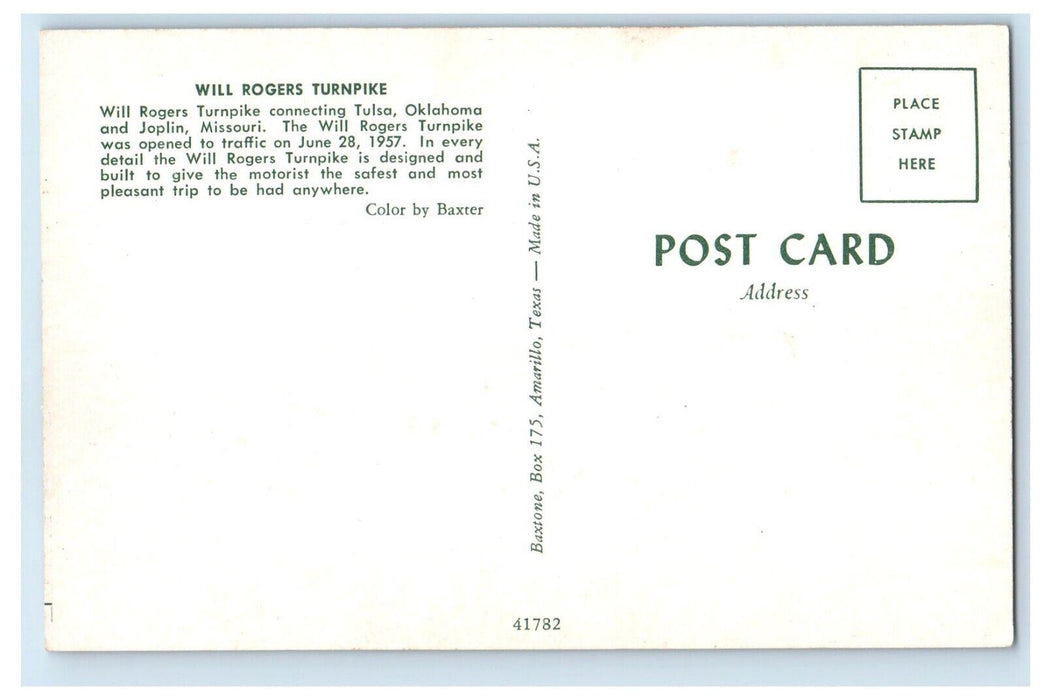 WILL ROGERS TURNPIKE
Will Rogers Turnpike connecting Tulsa, Oklahoma
and Joplin, Missouri. The Will Rogers Turnpike
was opened to traffic on June 28, 1957. In every
detail the Will Rogers Turnpike is designed and
built to give the motorist the safest and most
pleasant trip to be had anywhere.
Color by Baxter
Baxtone, Box 175, Amarillo, Texas — Made in U.S.A.
PLACE
STAMP
HERE
POST CARD
Address
41782